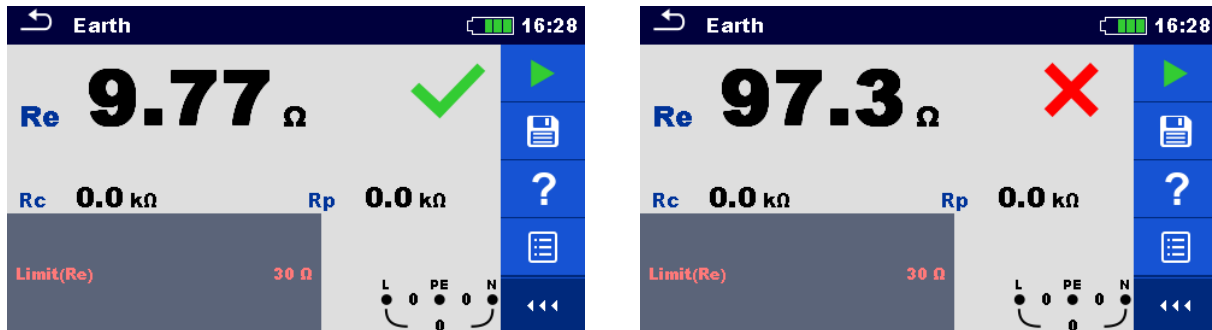 Earth 16:28
Re 9.77 Ω
?
Rc 0.0 kΩ Rp 0.0 kΩ
Limit(Re) 30 Ω
L PE N
0 0
0
Earth 16:28
Re 97.3 Ω
?
Rc 0.0 kΩ Rp 0.0 kΩ
Limit(Re) 30 Ω
L PE N
0 0
0